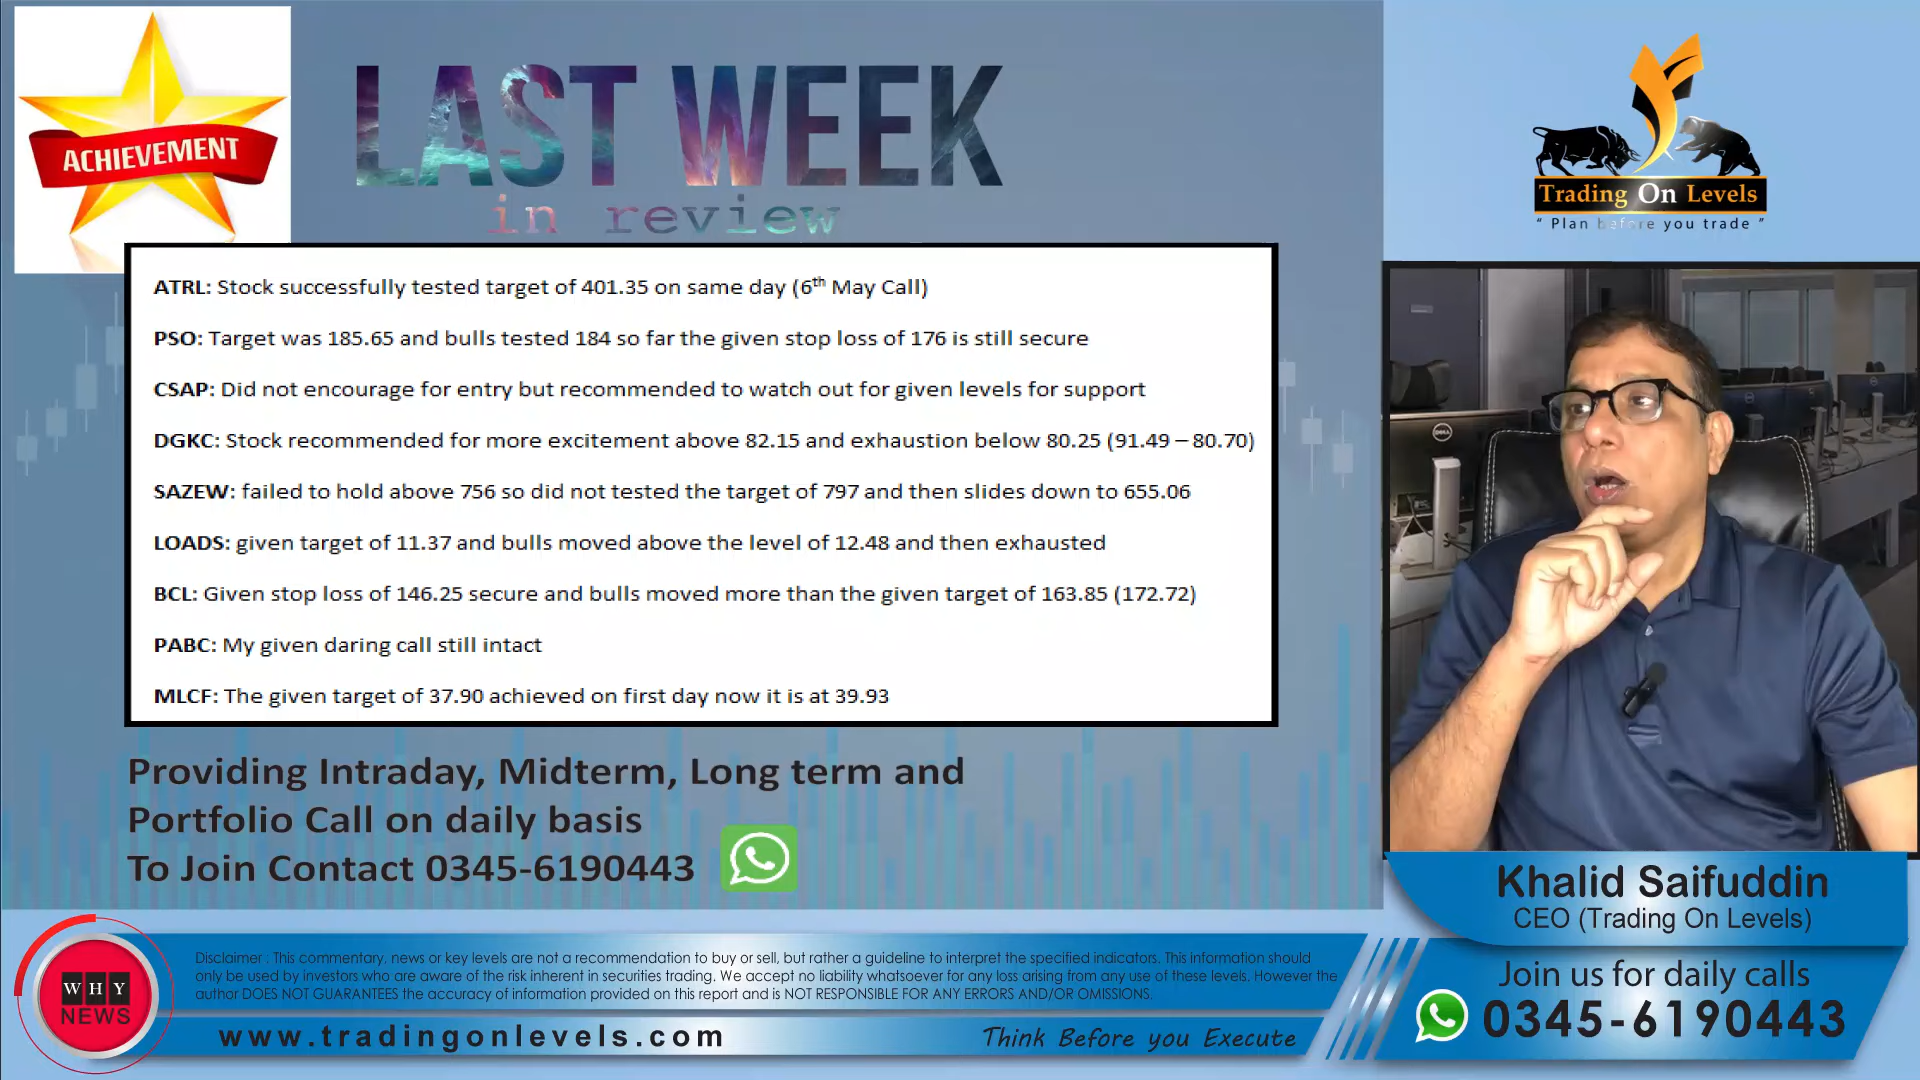 ACHIEVEMENT
LAST WEEK
in review
ATRL: Stock successfully tested target of 401.35 on same day (6th May Call)
PSO: Target was 185.65 and bulls tested 184 so far the given stop loss of 176 is still secure
CSAP: Did not encourage for entry but recommended to watch out for given levels for support
DGKC: Stock recommended for more excitement above 82.15 and exhaustion below 80.25 (91.49 – 80.70)
SAZEW: failed to hold above 756 so did not tested the target of 797 and then slides down to 655.06
LOADS: given target of 11.37 and bulls moved above the level of 12.48 and then exhausted
BCL: Given stop loss of 146.25 secure and bulls moved more than the given target of 163.85 (172.72)
PABC: My given daring call still intact
MLCF: The given target of 37.90 achieved on first day now it is at 39.93
Providing Intraday, Midterm, Long term and
Portfolio Call on daily basis
To Join Contact 0345-6190443
Trading On Levels
" Plan before you trade "
DELL
Khalid Saifuddin
CEO (Trading On Levels)
Join us for daily calls
0345-6190443
WHY
NEWS
Disclaimer : This commentary, news or key levels are not a recommendation to buy or sell, but rather a guideline to interpret the specified indicators. This information should
only be used by investors who are aware of the risk inherent in securities trading. We accept no liability whatsoever for any loss arising from any use of these levels. However the
author DOES NOT GUARANTEES the accuracy of information provided on this report and is NOT RESPONSIBLE FOR ANY ERRORS AND/OR OMISSIONS.
www.tradingonlevels.com
Think Before you Execute